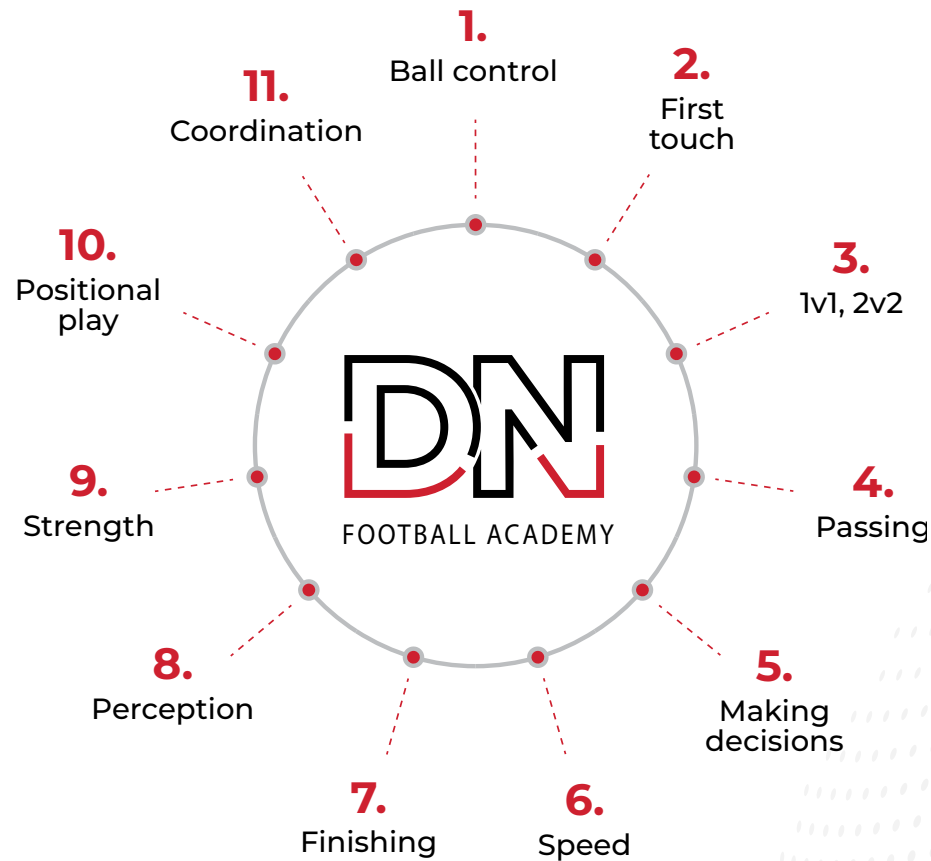 1.
Ball control
2.
First
touch
3.
1v1, 2v2
4.
Passing
5.
Making
decisions
6.
Speed
7.
Finishing
8.
Perception
9.
Strength
10.
Positional
play
11.
Coordination
DN
FOOTBALL ACADEMY